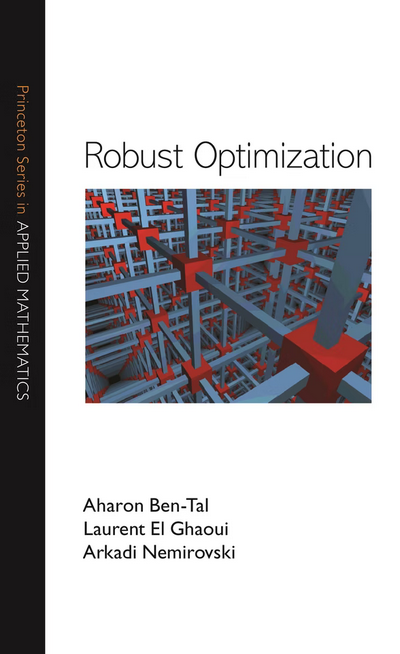 Princeton Series in APPLIED MATHEMATICS
Robust Optimization
Aharon Ben-Tal
Laurent El Ghaoui
Arkadi Nemirovski